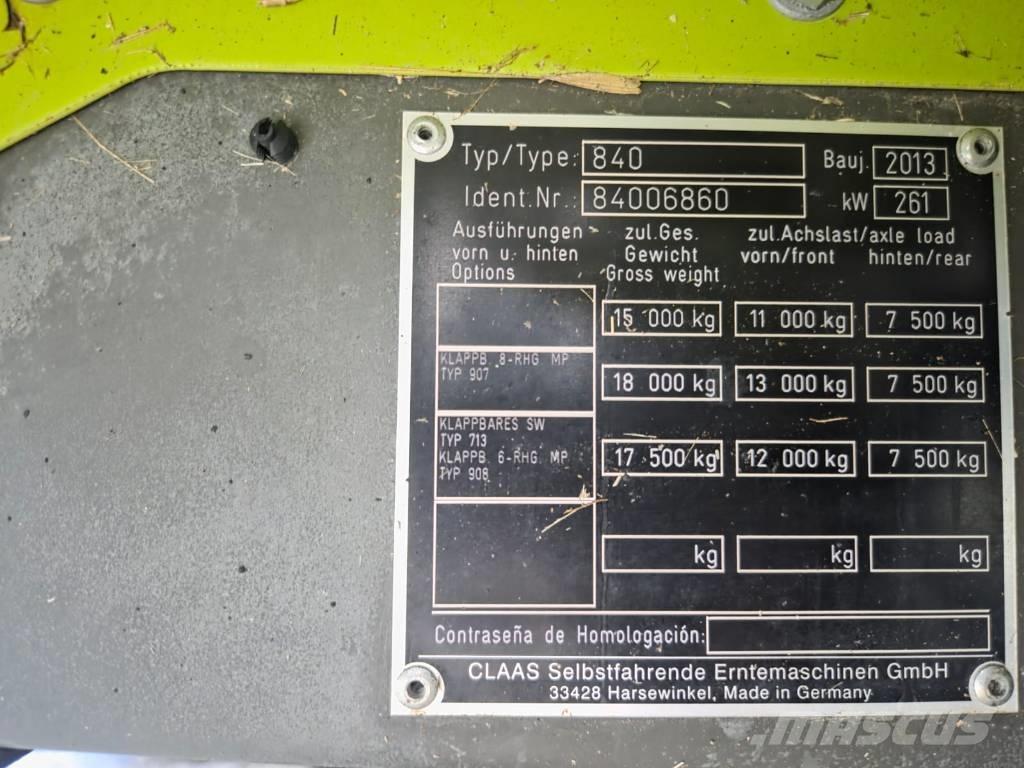 Typ/Type: 840 Bauj. 2013
Ident.Nr.: 84006860 kW 261
Ausführungen vorn u. hinten Options
zul.Ges. Gewicht Gross weight
zul.Achslast/axle load
vorn/front hinten/rear
15 000 kg 11 000 kg 7 500 kg
KLAPPB. 8-RHG. MP
TYP 907
18 000 kg 13 000 kg 7 500 kg
KLAPPBARES SW
TYP 713
KLAPPB. 6-RHG. MP
TYP 908
17 500 kg 12 000 kg 7 500 kg
kg kg kg
Contraseña de Homologación:
CLAAS Selbstfahrende Erntemaschinen GmbH
33428 Harsewinkel, Made in Germany
MASCUS